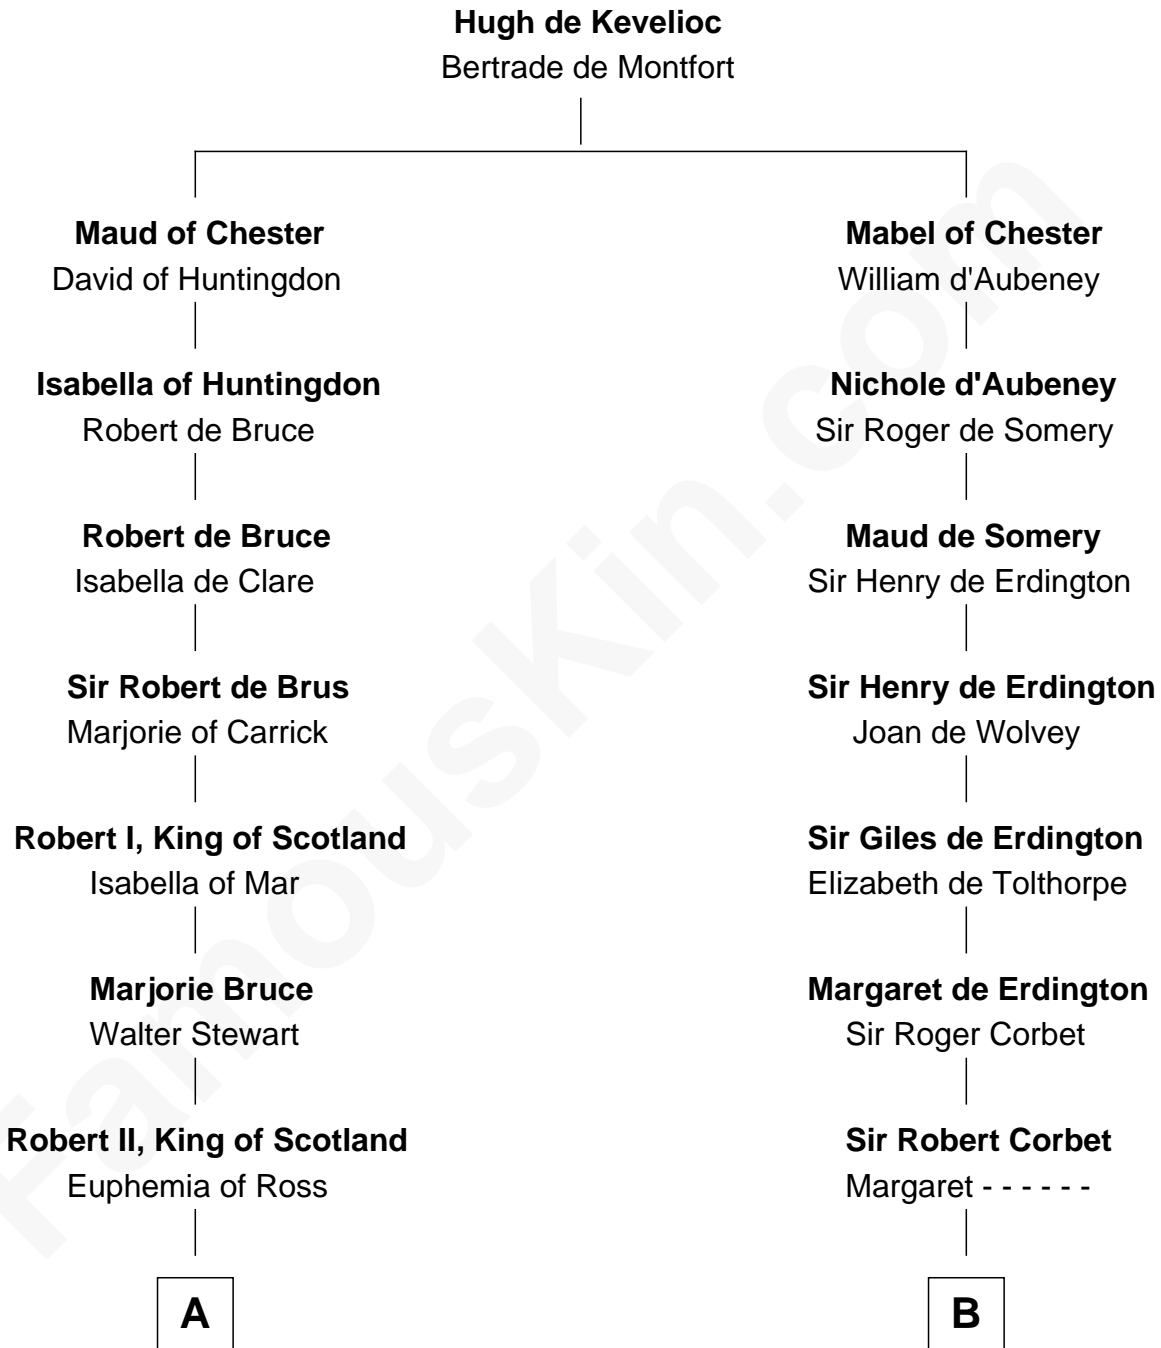 Hugh de Kevelioc
Bertrade de Montfort
Maud of Chester
David of Huntingdon
Mabel of Chester
William d'Aubeney
Isabella of Huntingdon
Robert de Bruce
Nichole d'Aubeney
Sir Roger de Somery
Robert de Bruce
Isabella de Clare
Maud de Somery
Sir Henry de Erdington
Sir Robert de Brus
Marjorie of Carrick
Sir Henry de Erdington
Joan de Wolvey
Robert I, King of Scotland
Isabella of Mar
Sir Giles de Erdington
Elizabeth de Tolthorpe
Marjorie Bruce
Walter Stewart
Margaret de Erdington
Sir Roger Corbet
Robert II, King of Scotland
Euphemia of Ross
Sir Robert Corbet
Margaret - - - - - -
A
B
FamousKin.com